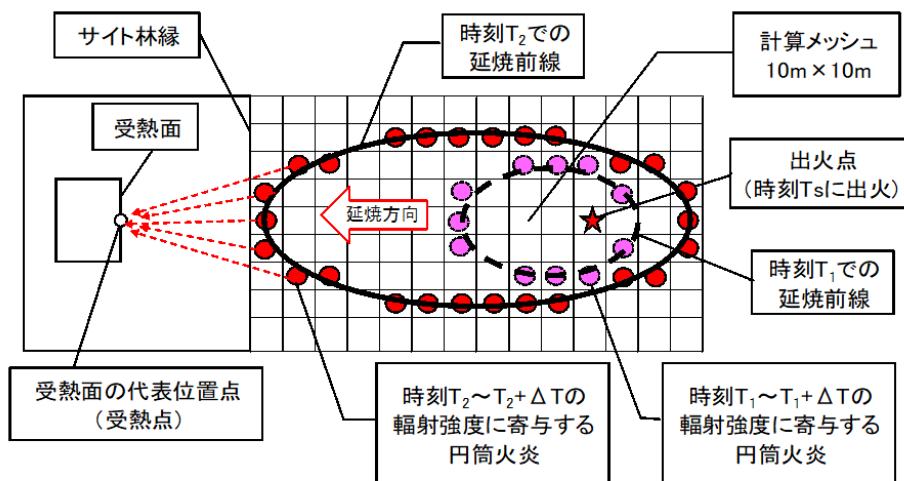 サイト林縁
時刻T2での
延焼前線
計算メッシュ
10m×10m
受熱面
出火点
(時刻Tsに出火)
延焼方向
時刻T1での
延焼前線
受熱面の代表位置点
(受熱点)
時刻T2~T2+ΔTの
輻射強度に寄与する
円筒火炎
時刻T1~T1+ΔTの
輻射強度に寄与する
円筒火炎